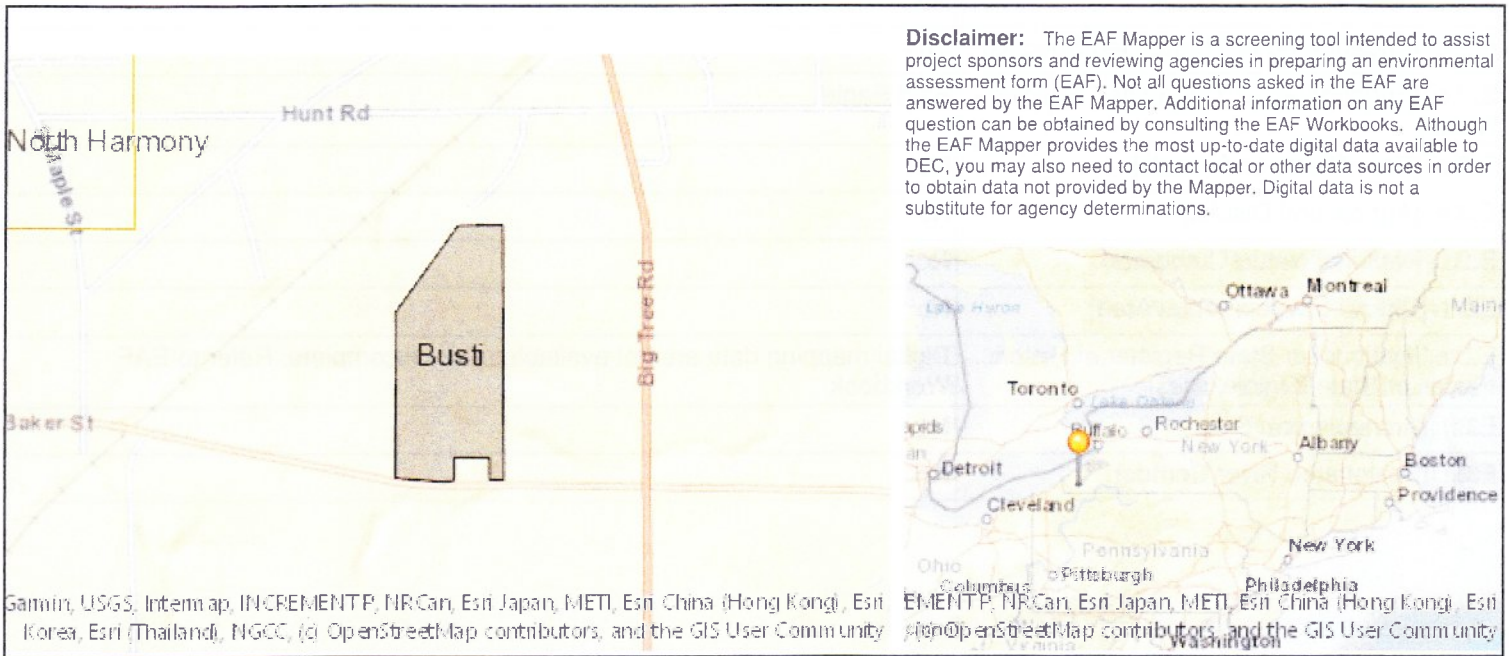 Disclaimer: The EAF Mapper is a screening tool intended to assist
project sponsors and reviewing agencies in preparing an environmental
assessment form (EAF). Not all questions asked in the EAF are
answered by the EAF Mapper. Additional information on any EAF
question can be obtained by consulting the EAF Workbooks. Although
the EAF Mapper provides the most up-to-date digital data available to
DEC, you may also need to contact local or other data sources in order
to obtain data not provided by the Mapper. Digital data is not a
substitute for agency determinations.
Hunt Rd
North Harmony
Maple St
Busti
Big Tree Rd
Baker St
Garmin, USGS, Intermap, INCREMENT P, NRCan, Esri Japan, METI, Esri China (Hong Kong), Esri
Korea, Esri (Thailand), NGCC, (c) OpenStreetMap contributors, and the GIS User Community
Ottawa
Montreal
Lake Huron
Maine
Toronto
Lake Ontario
Buffalo
Rochester
apids
New York
Albany
Boston
Detroit
Providence
Cleveland
Pennsylvania
New York
Ohio
Pittsburgh
Columbus
Philadelphia
EMENT P, NRCan, Esri Japan, METI, Esri China (Hong Kong), Esri
OpenStreetMap contributors, and the GIS User Community
Washington
Virginia